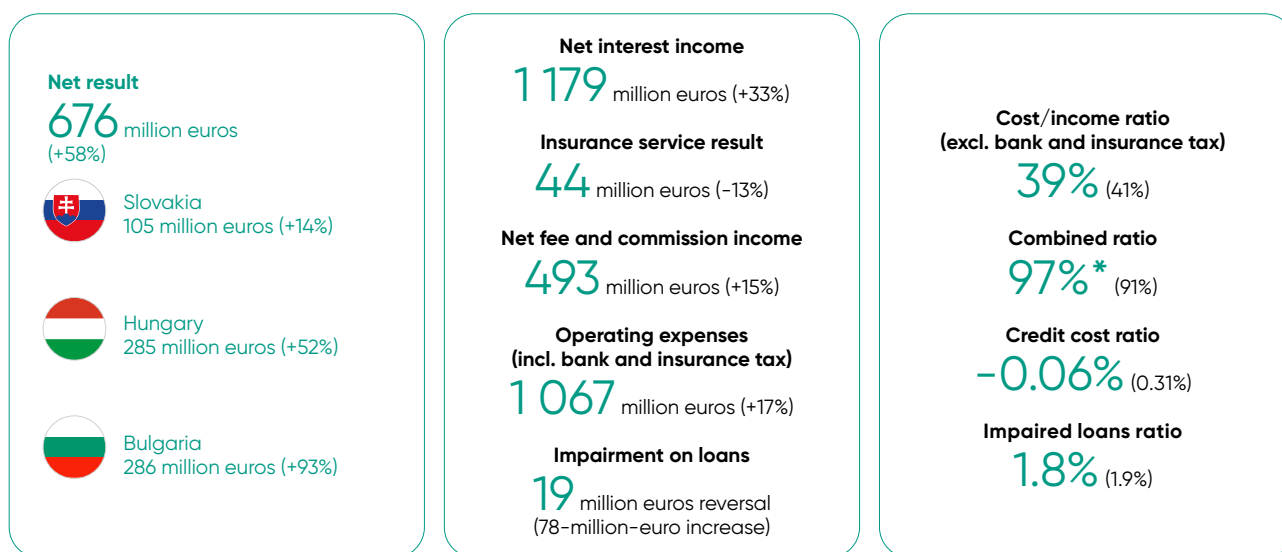 Net result
676 million euros
(+58%)
Slovakia
105 million euros (+14%)
Hungary
285 million euros (+52%)
Bulgaria
286 million euros (+93%)
Net interest income
1 179 million euros (+33%)
Insurance service result
44 million euros (-13%)
Net fee and commission income
493 million euros (+15%)
Operating expenses
(incl. bank and insurance tax)
1 067 million euros (+17%)
Impairment on loans
19 million euros reversal
(78-million-euro increase)
Cost/income ratio
(excl. bank and insurance tax)
39% (41%)
Combined ratio
97%* (91%)
Credit cost ratio
-0.06% (0.31%)
Impaired loans ratio
1.8% (1.9%)